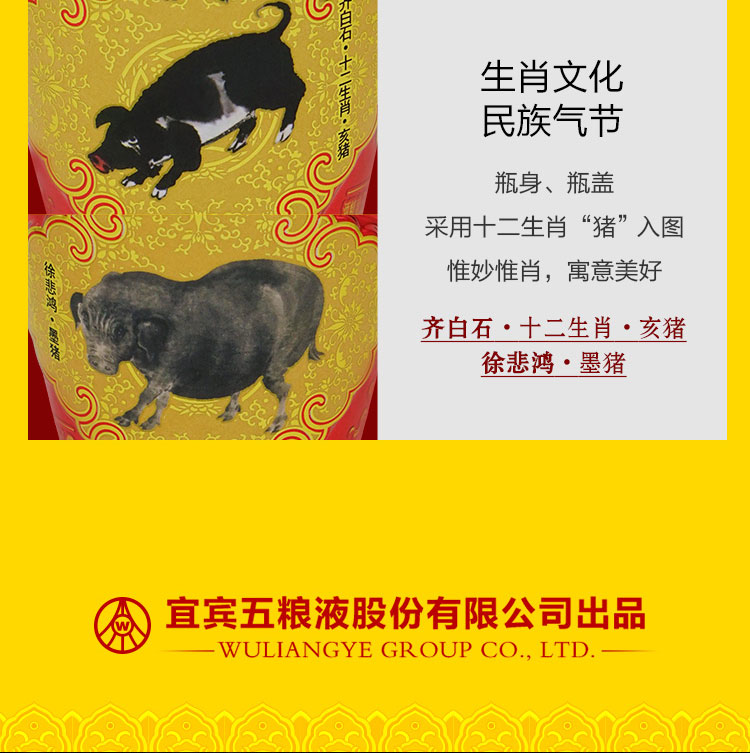 齐白石·十二生肖·亥猪
徐悲鸿·墨猪
生肖文化
民族气节
瓶身、瓶盖
采用十二生肖“猪”入图
惟妙惟肖，寓意美好
齐白石·十二生肖·亥猪
徐悲鸿·墨猪
W
宜宾五粮液股份有限公司出品
WULIANGYE GROUP CO., LTD.